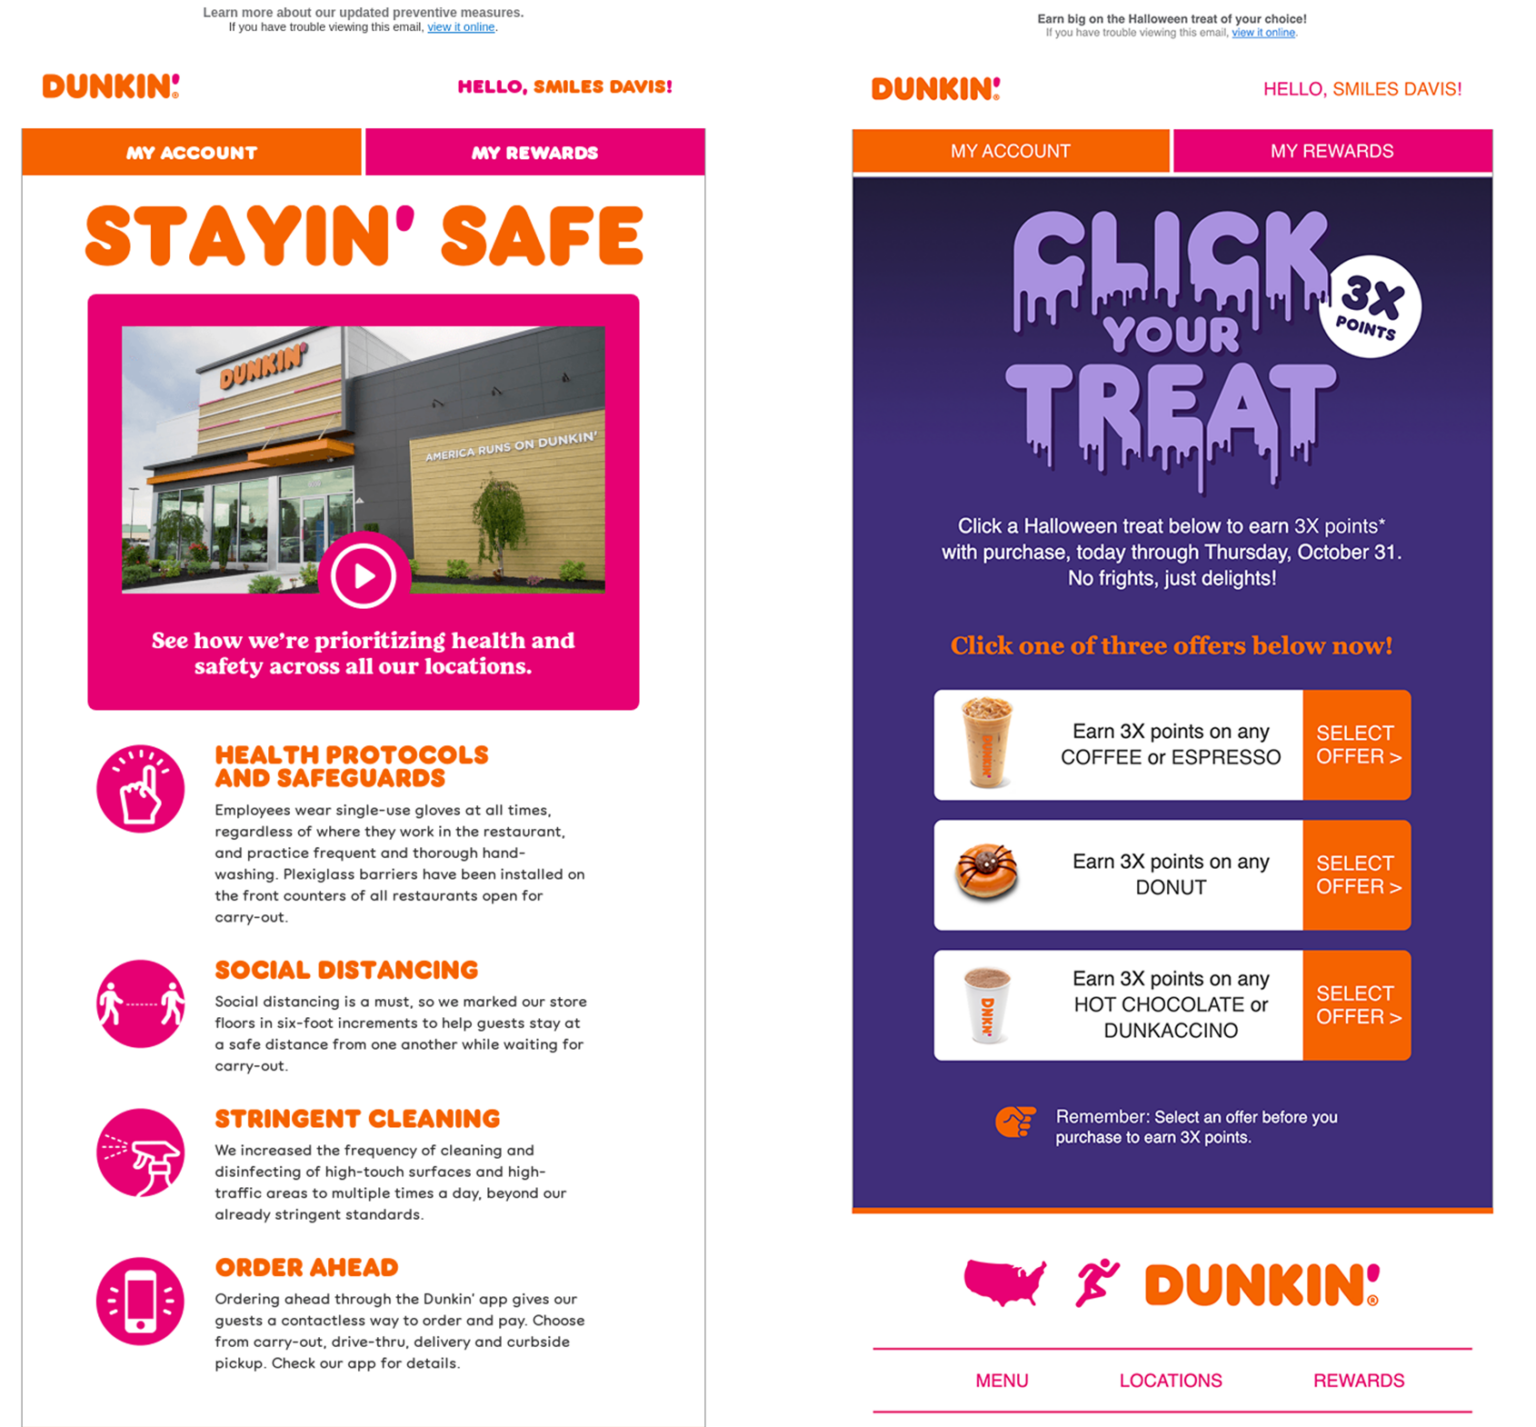 Learn more about our updated preventive measures.
If you have trouble viewing this email, view it online.
DUNKIN'®
HELLO, SMILES DAVIS!
MY ACCOUNT
MY REWARDS
STAYIN' SAFE
DUNKIN'
AMERICA RUNS ON DUNKIN'
See how we're prioritizing health and
safety across all our locations.
HEALTH PROTOCOLS
AND SAFEGUARDS
Employees wear single-use gloves at all times,
regardless of where they work in the restaurant,
and practice frequent and thorough hand-
washing. Plexiglass barriers have been installed on
the front counters of all restaurants open for
carry-out.
SOCIAL DISTANCING
Social distancing is a must, so we marked our store
floors in six-foot increments to help guests stay at
a safe distance from one another while waiting for
carry-out.
STRINGENT CLEANING
We increased the frequency of cleaning and
disinfecting of high-touch surfaces and high-
traffic areas to multiple times a day, beyond our
already stringent standards.
ORDER AHEAD
Ordering ahead through the Dunkin' app gives our
guests a contactless way to order and pay. Choose
from carry-out, drive-thru, delivery and curbside
pickup. Check our app for details.
Earn big on the Halloween treat of your choice!
If you have trouble viewing this email, view it online.
DUNKIN'®
HELLO, SMILES DAVIS!
MY ACCOUNT
MY REWARDS
CLICK
YOUR
TREAT
3X
POINTS
Click a Halloween treat below to earn 3X points*
with purchase, today through Thursday, October 31.
No frights, just delights!
Click one of three offers below now!
DUNKIN'
Earn 3X points on any
COFFEE or ESPRESSO
SELECT
OFFER >
Earn 3X points on any
DONUT
SELECT
OFFER >
DNKN'
Earn 3X points on any
HOT CHOCOLATE or
DUNKACCINO
SELECT
OFFER >
Remember: Select an offer before you
purchase to earn 3X points.
DUNKIN'®
MENU
LOCATIONS
REWARDS